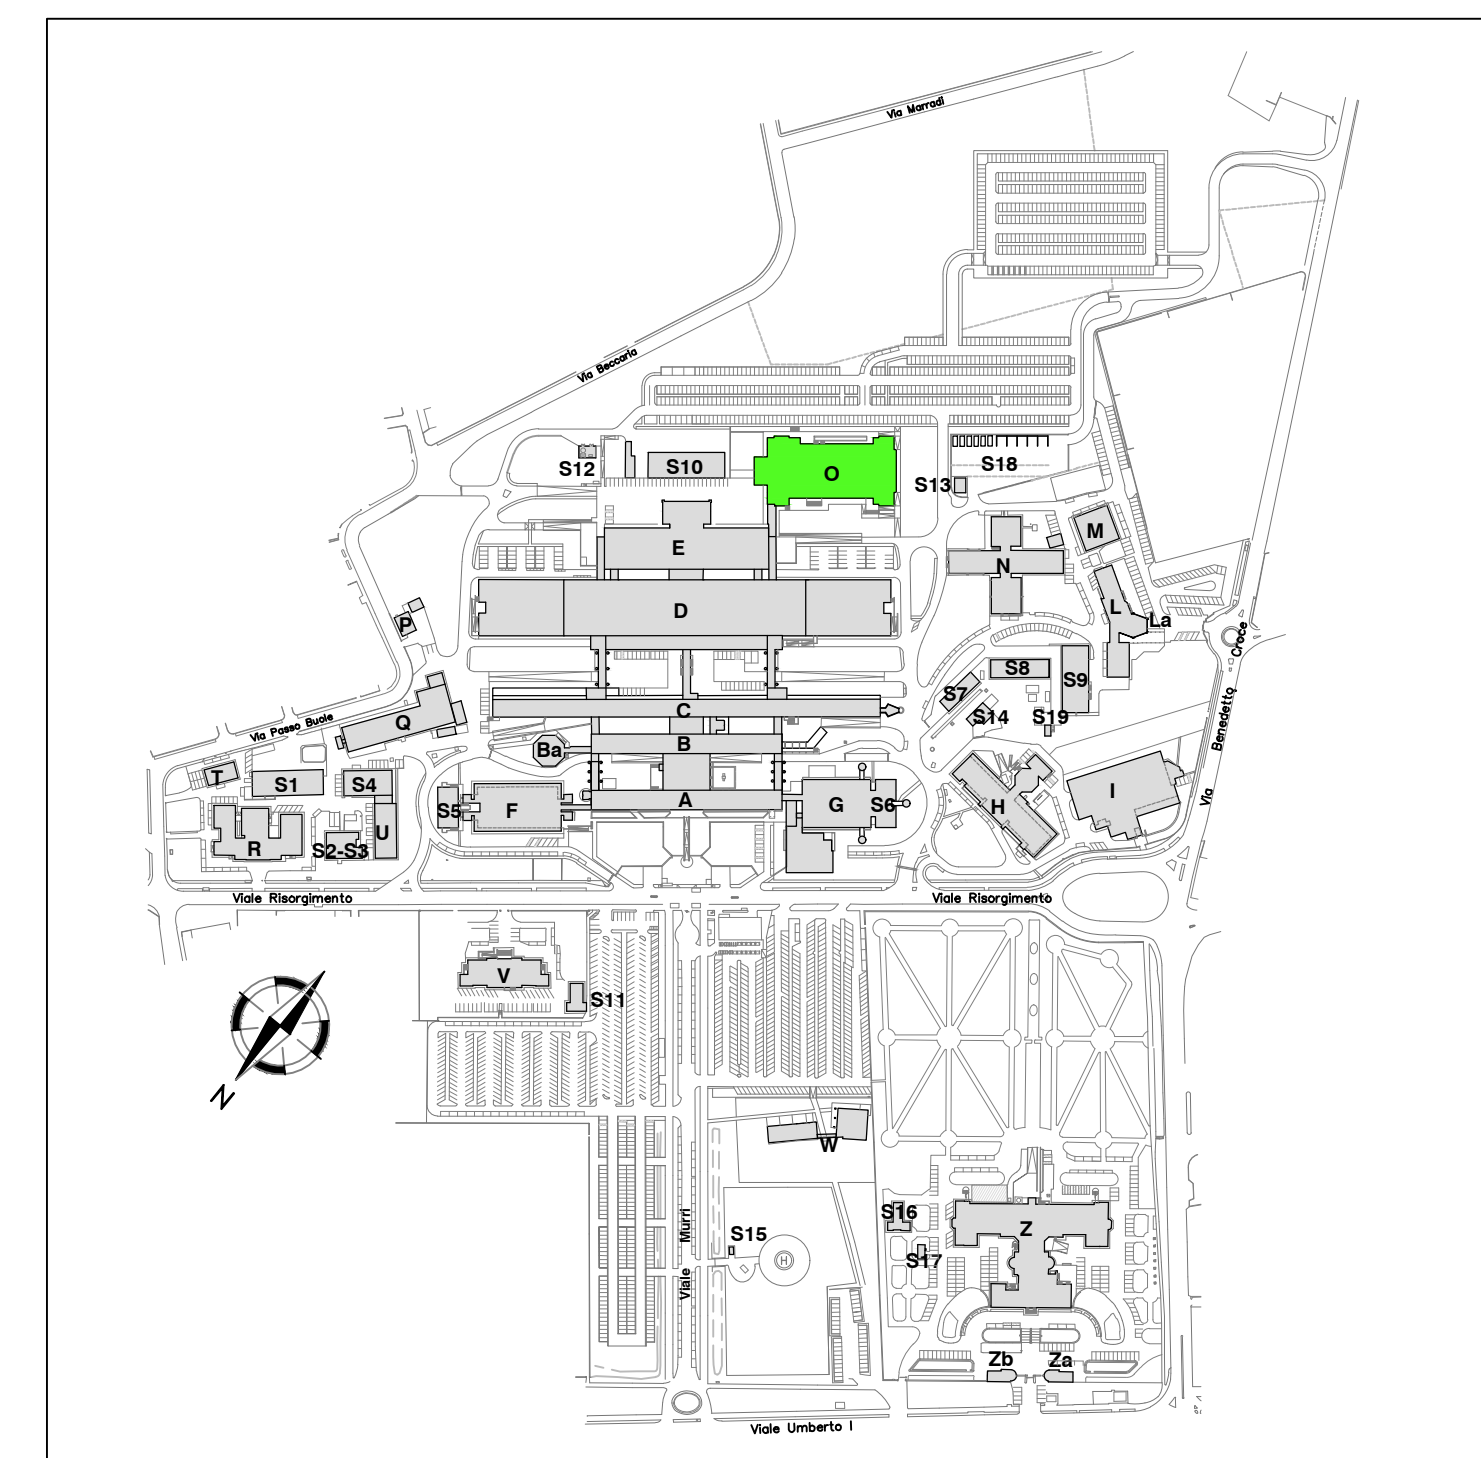 Via Marradi
Via Beccaria
S12
S10
O
S18
S13
E
M
N
D
P
L
La
Croce
S8
S9
S7
C
S14
S19
Benedetto
Via
Q
Via Passo Buole
B
Ba
T
S1
S4
I
A
G
S6
H
S5
F
U
R
S2-S3
Viale Risorgimento
Viale Risorgimento
V
S11
N
W
S16
Z
Murri
Viale
S15
H
S17
Zb
Za
Viale Umberto I